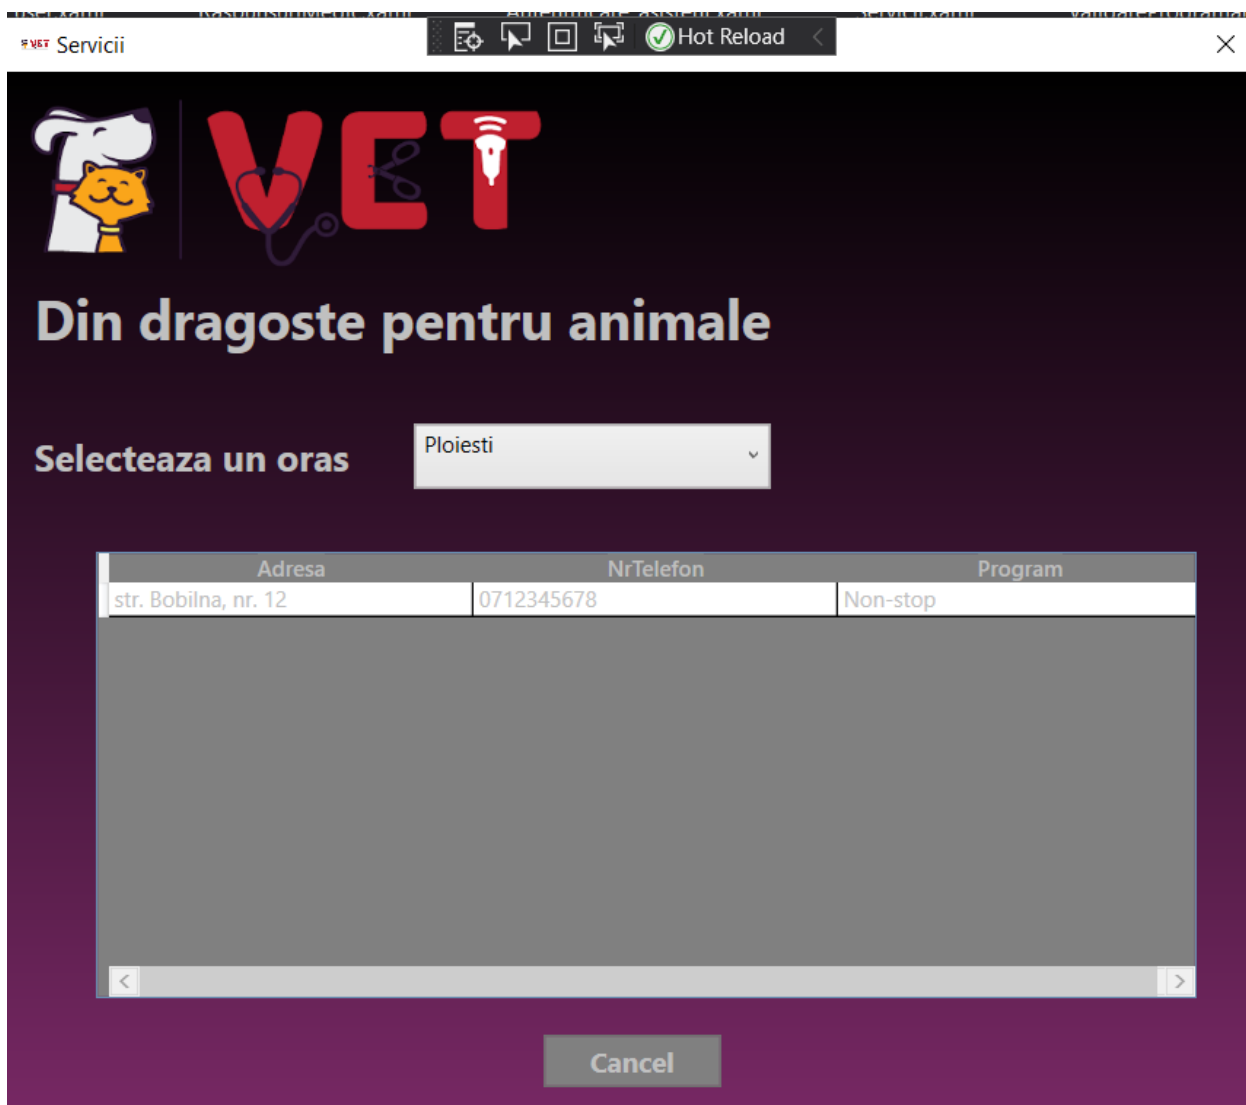 Servicii
Hot Reload
VET
Din dragoste pentru animale
Selecteaza un oras
Ploiesti
Adresa NrTelefon Program
str. Bobilna, nr. 12 0712345678 Non-stop
Cancel